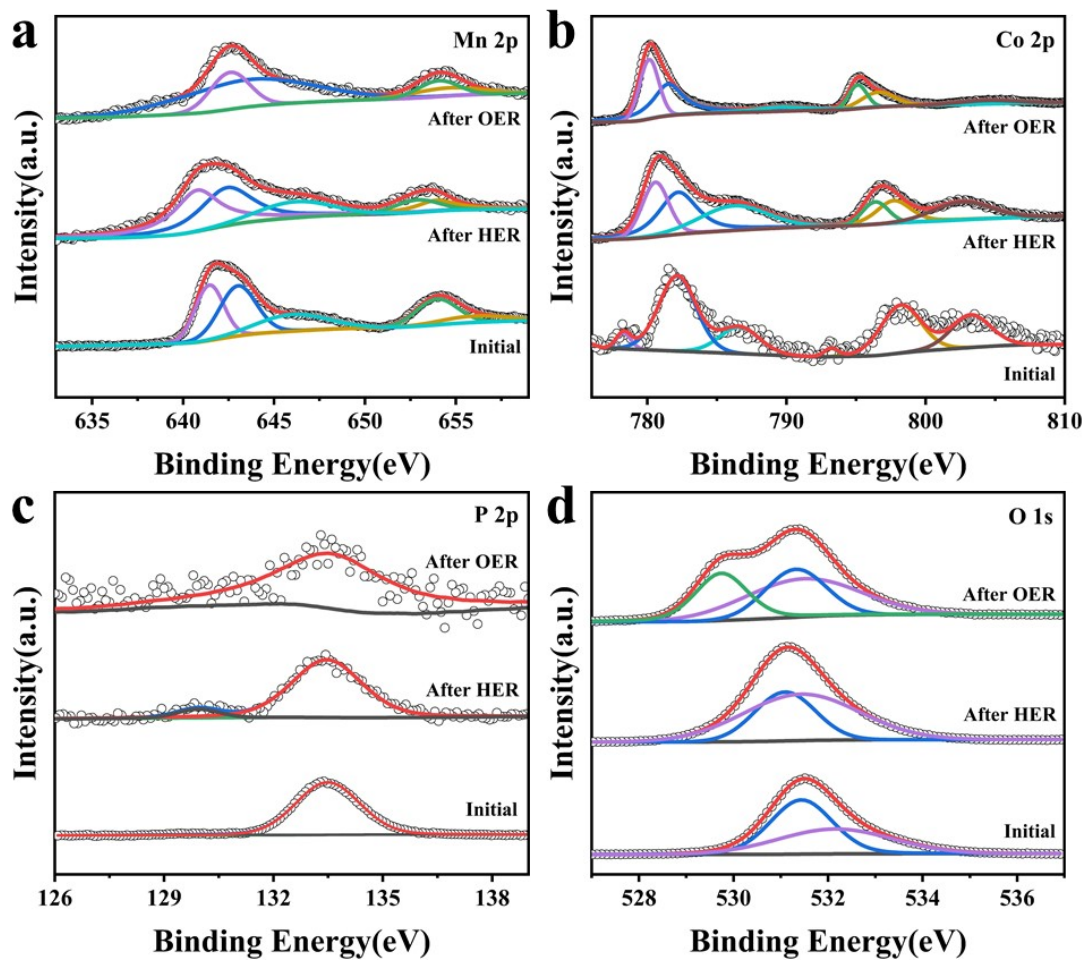 a
Mn 2p
After OER
After HER
Initial
Intensity(a.u.)
635 640 645 650 655
Binding Energy(eV)
b
Co 2p
After OER
After HER
Initial
Intensity(a.u.)
780 790 800 810
Binding Energy(eV)
c
P 2p
After OER
After HER
Initial
Intensity(a.u.)
126 129 132 135 138
Binding Energy(eV)
d
O 1s
After OER
After HER
Initial
Intensity(a.u.)
528 530 532 534 536
Binding Energy(eV)